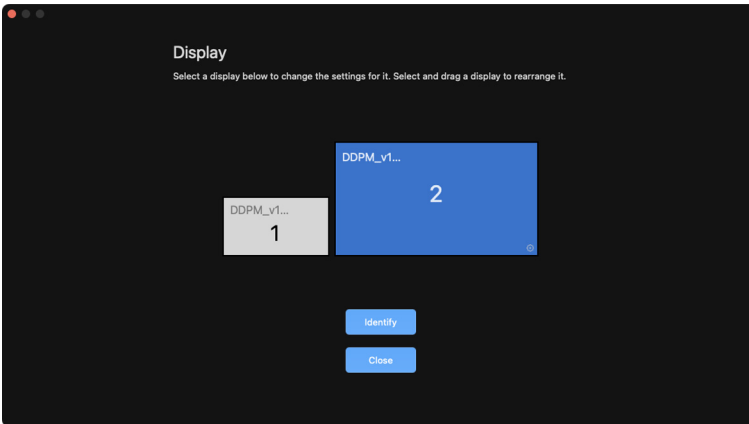 Display
Select a display below to change the settings for it. Select and drag a display to rearrange it.
DDPM_v1...
2
DDPM_v1...
1
Identify
Close